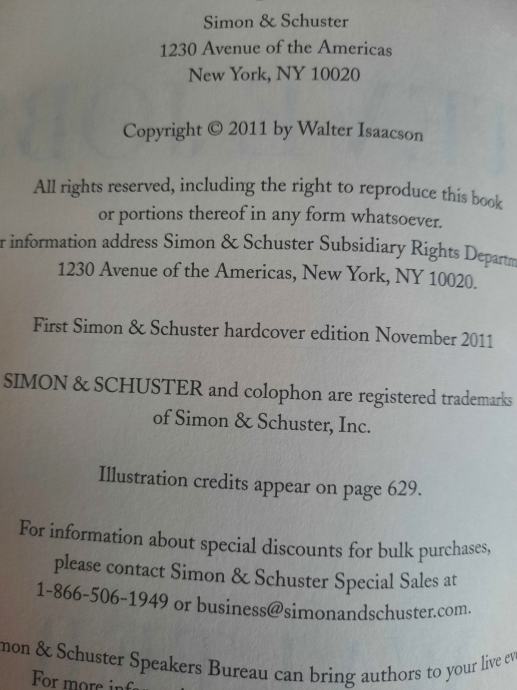 Simon & Schuster
1230 Avenue of the Americas
New York, NY 10020
Copyright © 2011 by Walter Isaacson
All rights reserved, including the right to reproduce this book
or portions thereof in any form whatsoever.
r information address Simon & Schuster Subsidiary Rights Departm
1230 Avenue of the Americas, New York, NY 10020.
First Simon & Schuster hardcover edition November 2011
SIMON & SCHUSTER and colophon are registered trademarks
of Simon & Schuster, Inc.
Illustration credits appear on page 629.
For information about special discounts for bulk purchases,
please contact Simon & Schuster Special Sales at
1-866-506-1949 or business@simonandschuster.com.
mon & Schuster Speakers Bureau can bring authors to your live eve
For more